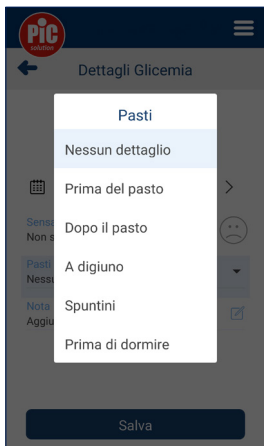 PiC
solution
Dettagli Glicemia
Pasti
Nessun dettaglio
Prima del pasto
Sensa
Non s
Dopo il pasto
Pasti
Nessu
A digiuno
Nota
Aggiu
Spuntini
Prima di dormire
Salva